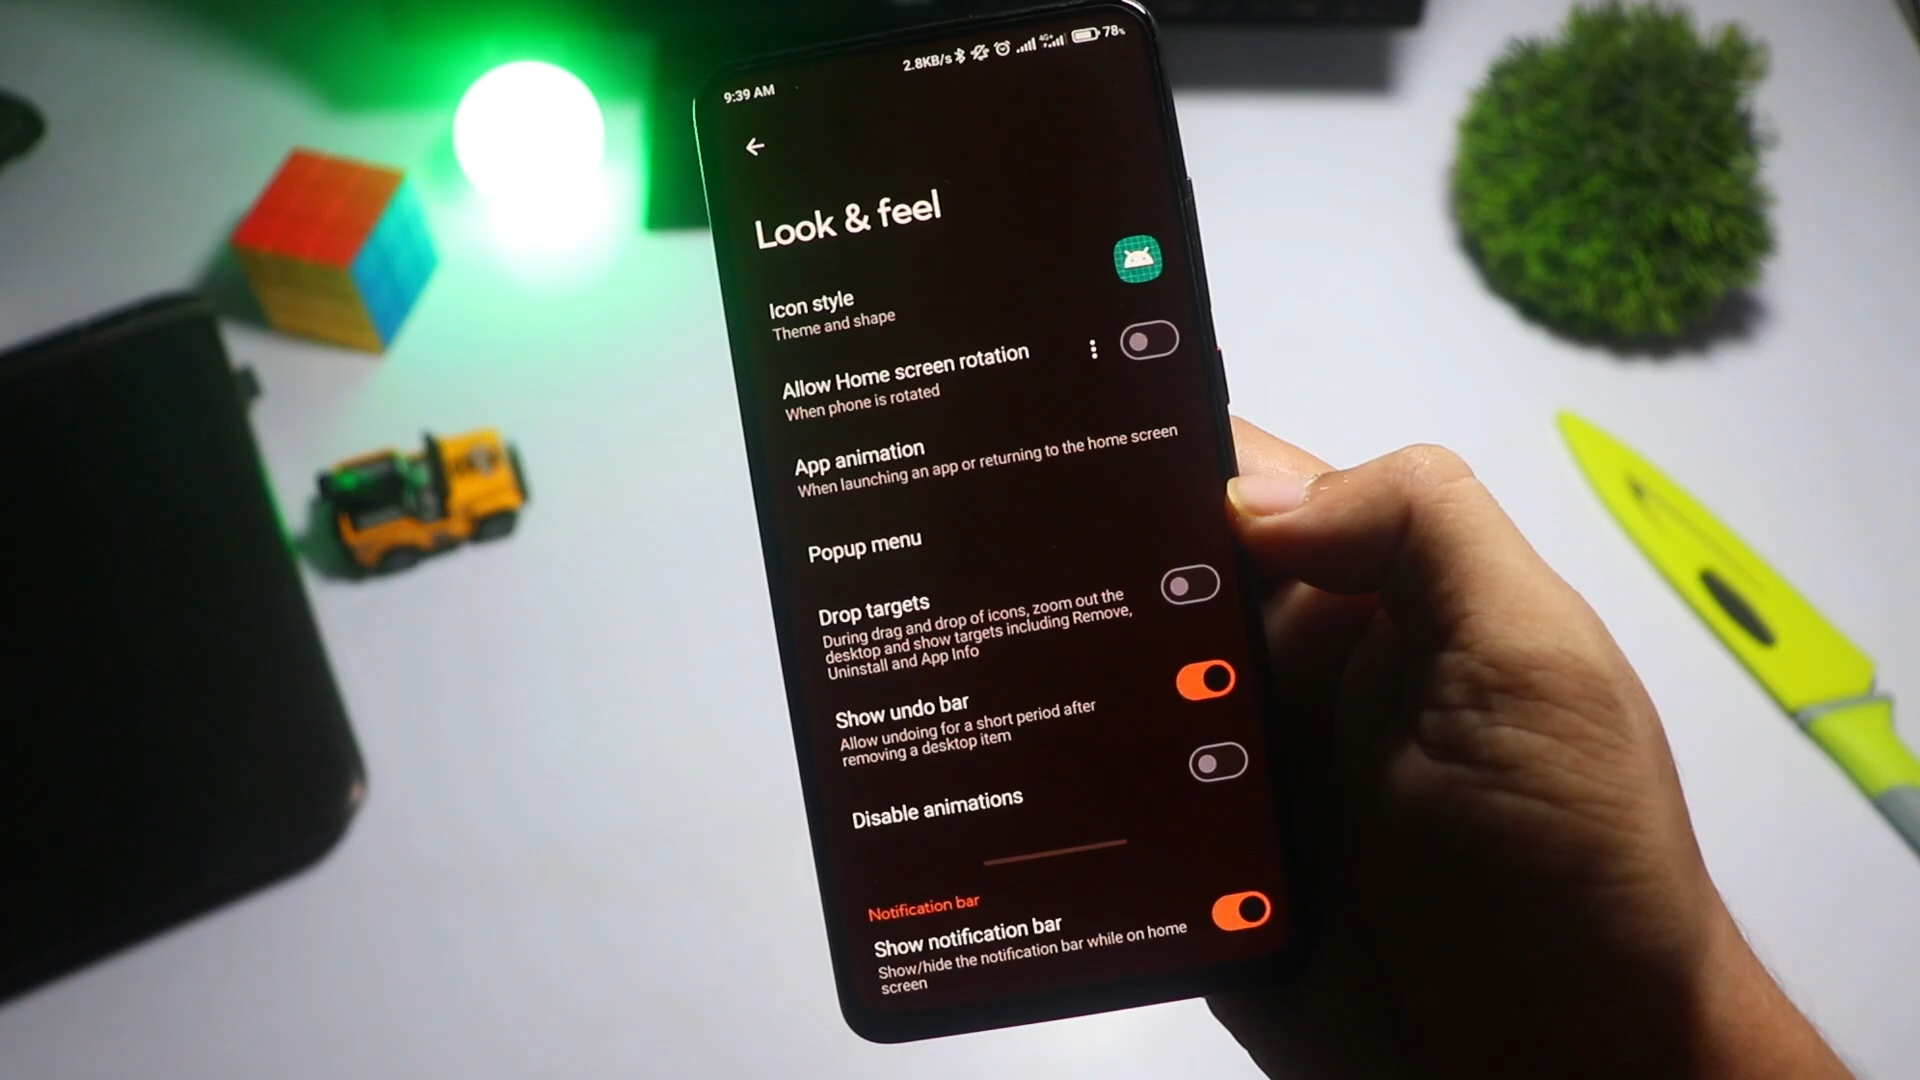 9:39 AM
2.8KB/s
4G+
78%
Look & feel
Icon style
Theme and shape
Allow Home screen rotation
When phone is rotated
App animation
When launching an app or returning to the home screen
Popup menu
Drop targets
During drag and drop of icons, zoom out the
desktop and show targets including Remove,
Uninstall and App Info
Show undo bar
Allow undoing for a short period after
removing a desktop item
Disable animations
Notification bar
Show notification bar
Show/hide the notification bar while on home
screen